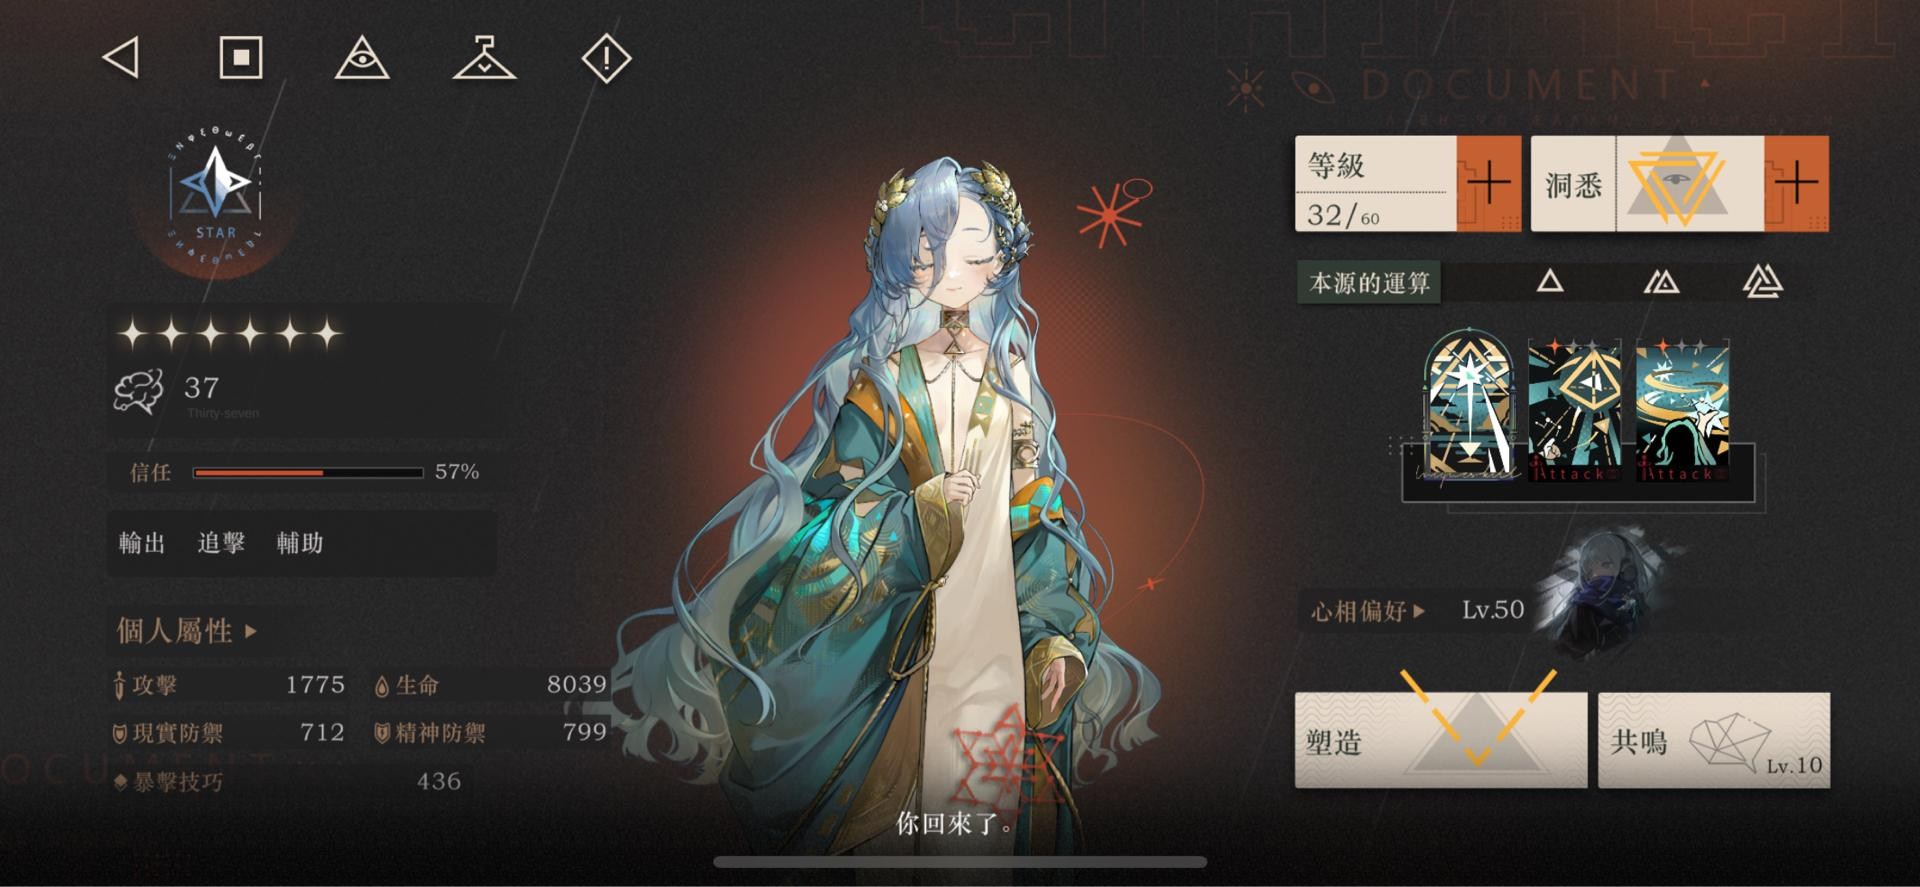 DOCUMENT
STAR
等級
32/60
洞悉
本源的運算
37
Thirty-seven
信任
57%
Attack
Attack
輸出 追擊 輔助
心相偏好
Lv.50
個人屬性
攻擊 1775
生命 8039
現實防禦 712
精神防禦 799
暴擊技巧 436
塑造
共鳴
Lv.10
你回來了。